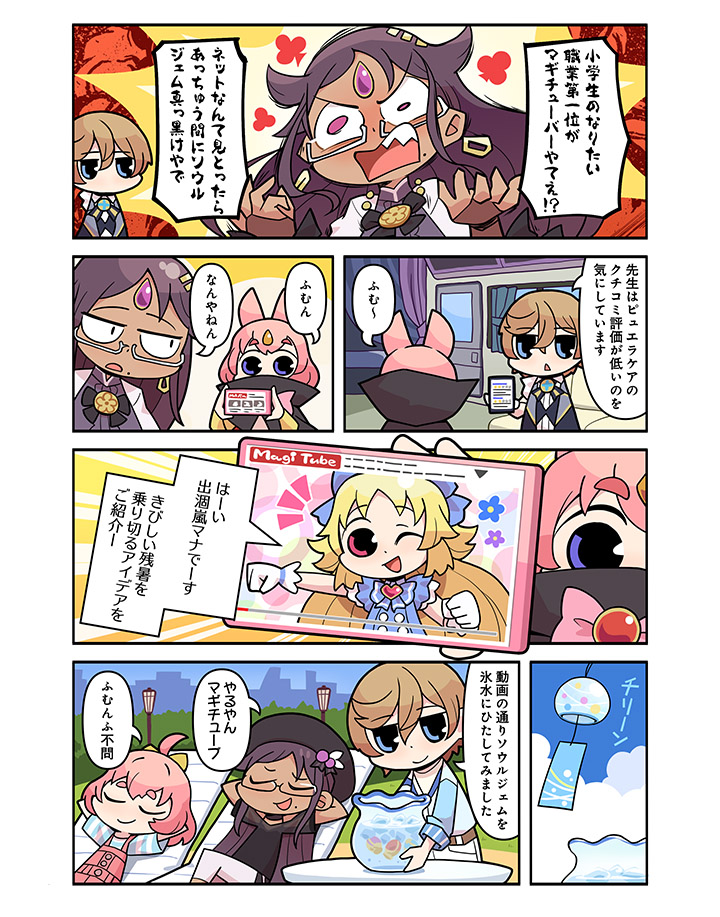 小学生のなりたい
職業第一位が
マギチューバーやてえ!?
ネットなんて見とったら
あっちゅう間にソウル
ジェム真っ黒けやで
先生はピュエラケアの
クチコミ評価が低いのを
気にしています
ふむ～
ふむん
なんやねん
Magi Tube
はーい
出涸嵐マナでーす
きびしい残暑を
乗り切るアイデアを
ご紹介ー
チリーン
動画の通りソウルジェムを
氷水にひたしてみました
やるやん
マギチューブ
ふむんふ不問